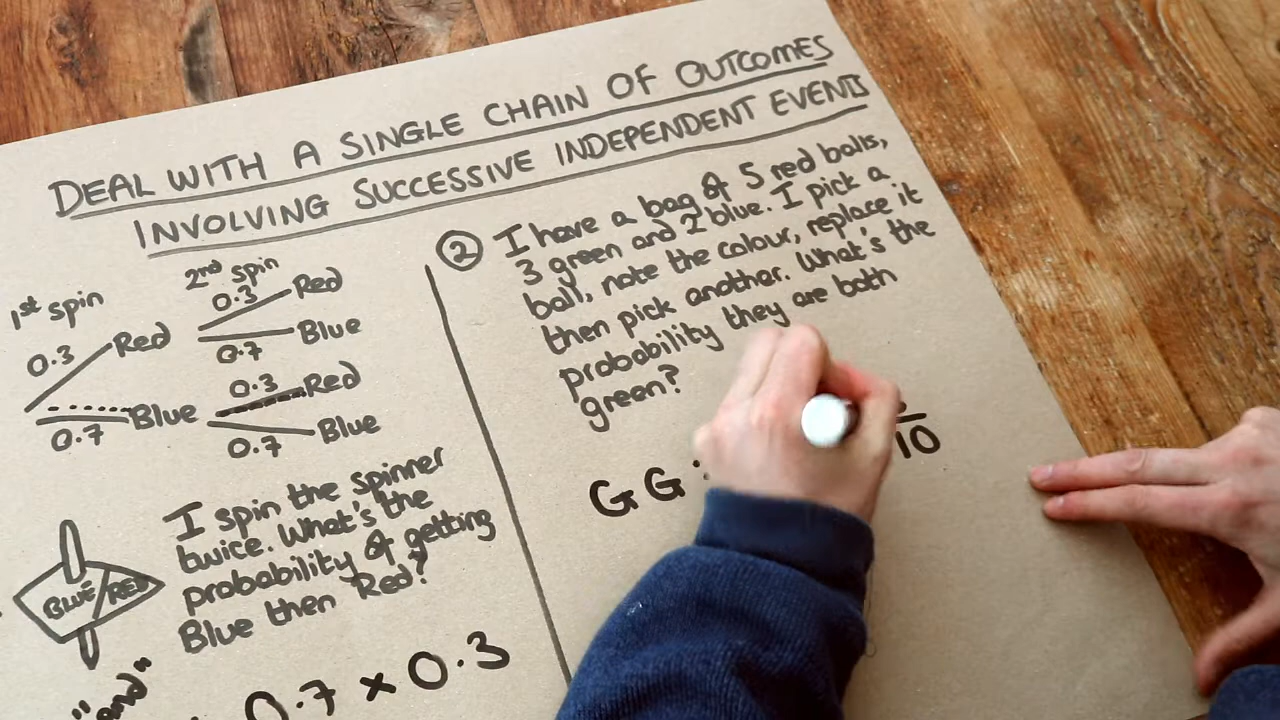 DEAL WITH A SINGLE CHAIN OF OUTCOMES
INVOLVING SUCCESSIVE INDEPENDENT EVENTS
1st spin
2nd spin
0.3
Red
0.3
Red
0.7
Blue
0.7
Blue
0.3
Red
0.7
Blue
I spin the spinner
twice. What's the
probability of getting
Blue then Red?
BLUE/RED
"and"
0.7 × 0.3
2 I have a bag of 5 red balls,
3 green and 2 blue. I pick a
ball, note the colour, replace it
then pick another. What's the
probability they are both
green?
G G :
10